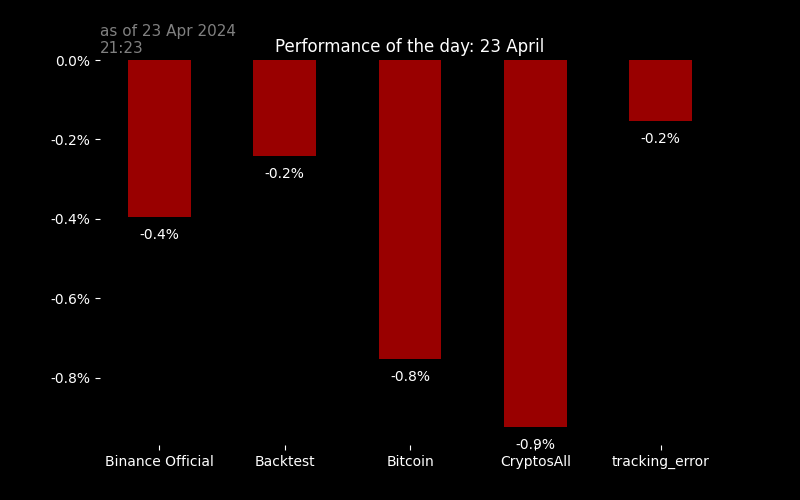 as of 23 Apr 2024
21:23
Performance of the day: 23 April
0.0%
-0.2%
-0.4%
-0.6%
-0.8%
-0.4%
-0.2%
-0.8%
-0.9%
-0.2%
Binance Official
Backtest
Bitcoin
CryptosAll
tracking_error